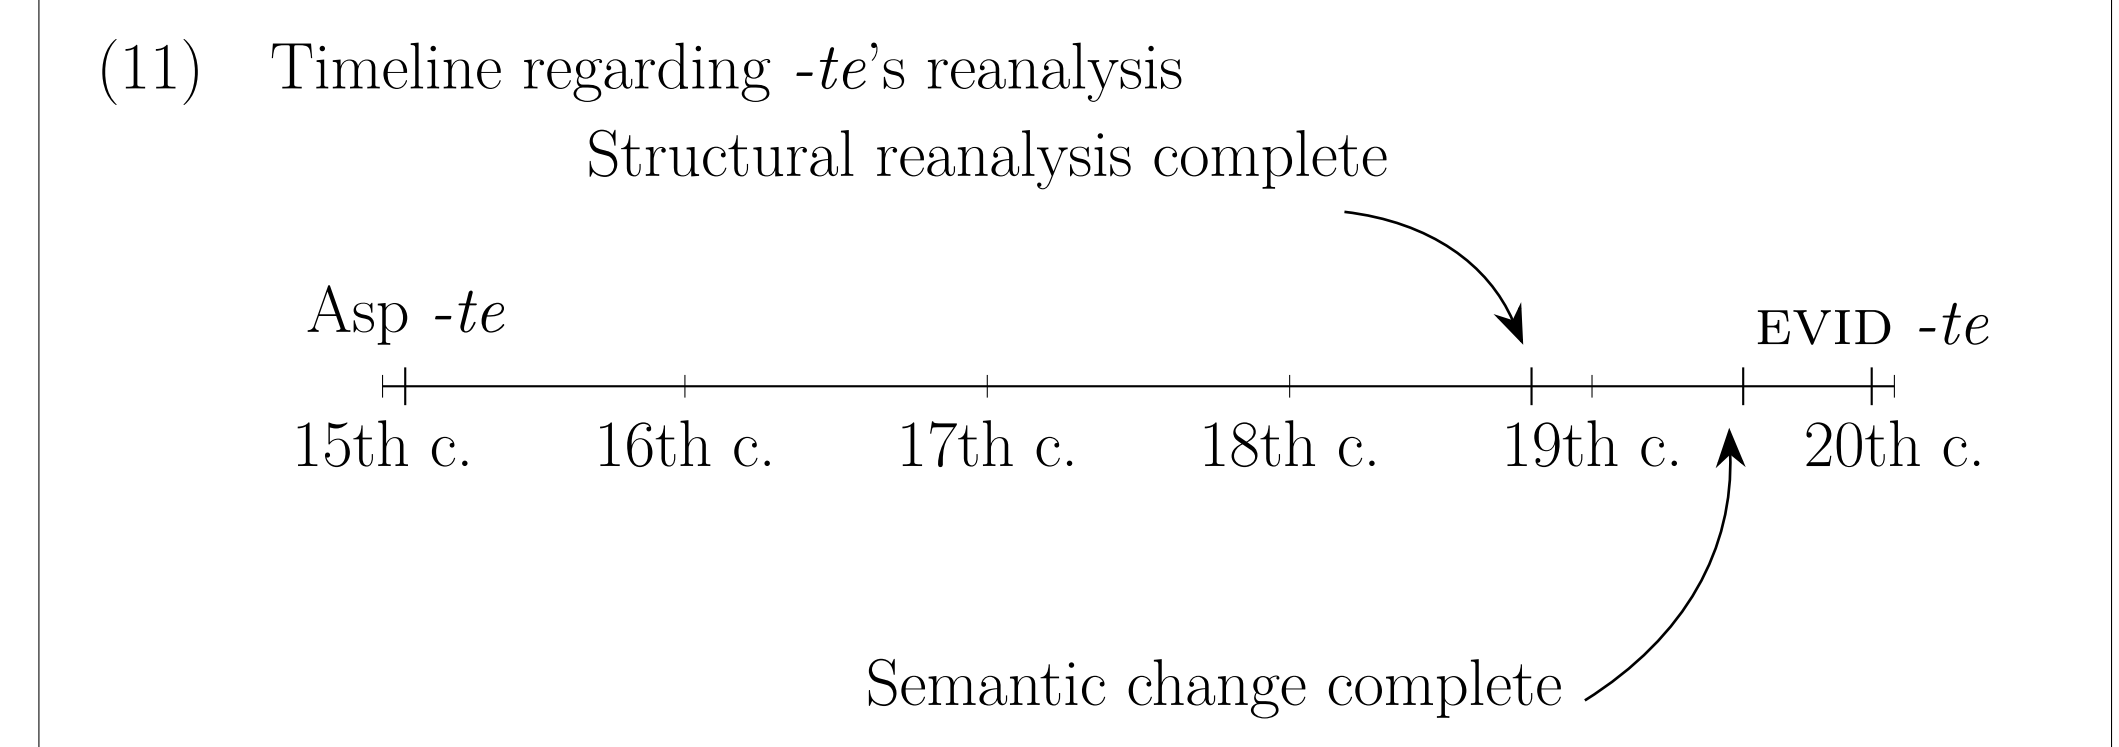 (11) Timeline regarding -te's reanalysis
Structural reanalysis complete
Asp -te
EVID -te
15th c. 16th c. 17th c. 18th c. 19th c. 20th c.
Semantic change complete